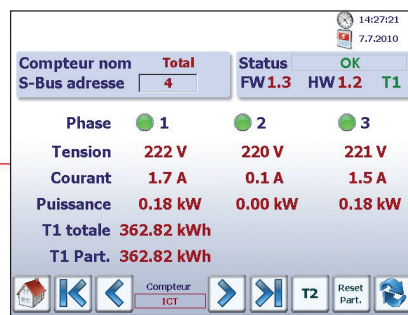 14:27:21
7.7.2010
Compteur nom Total
S-Bus adresse 4
Status OK
FW 1.3 HW 1.2 T1
Phase 1 2 3
Tension 222 V 220 V 221 V
Courant 1.7 A 0.1 A 1.5 A
Puissance 0.18 kW 0.00 kW 0.18 kW
T1 totale 362.82 kWh
T1 Part. 362.82 kWh
Compteur
ICT
T2
Reset
Part.